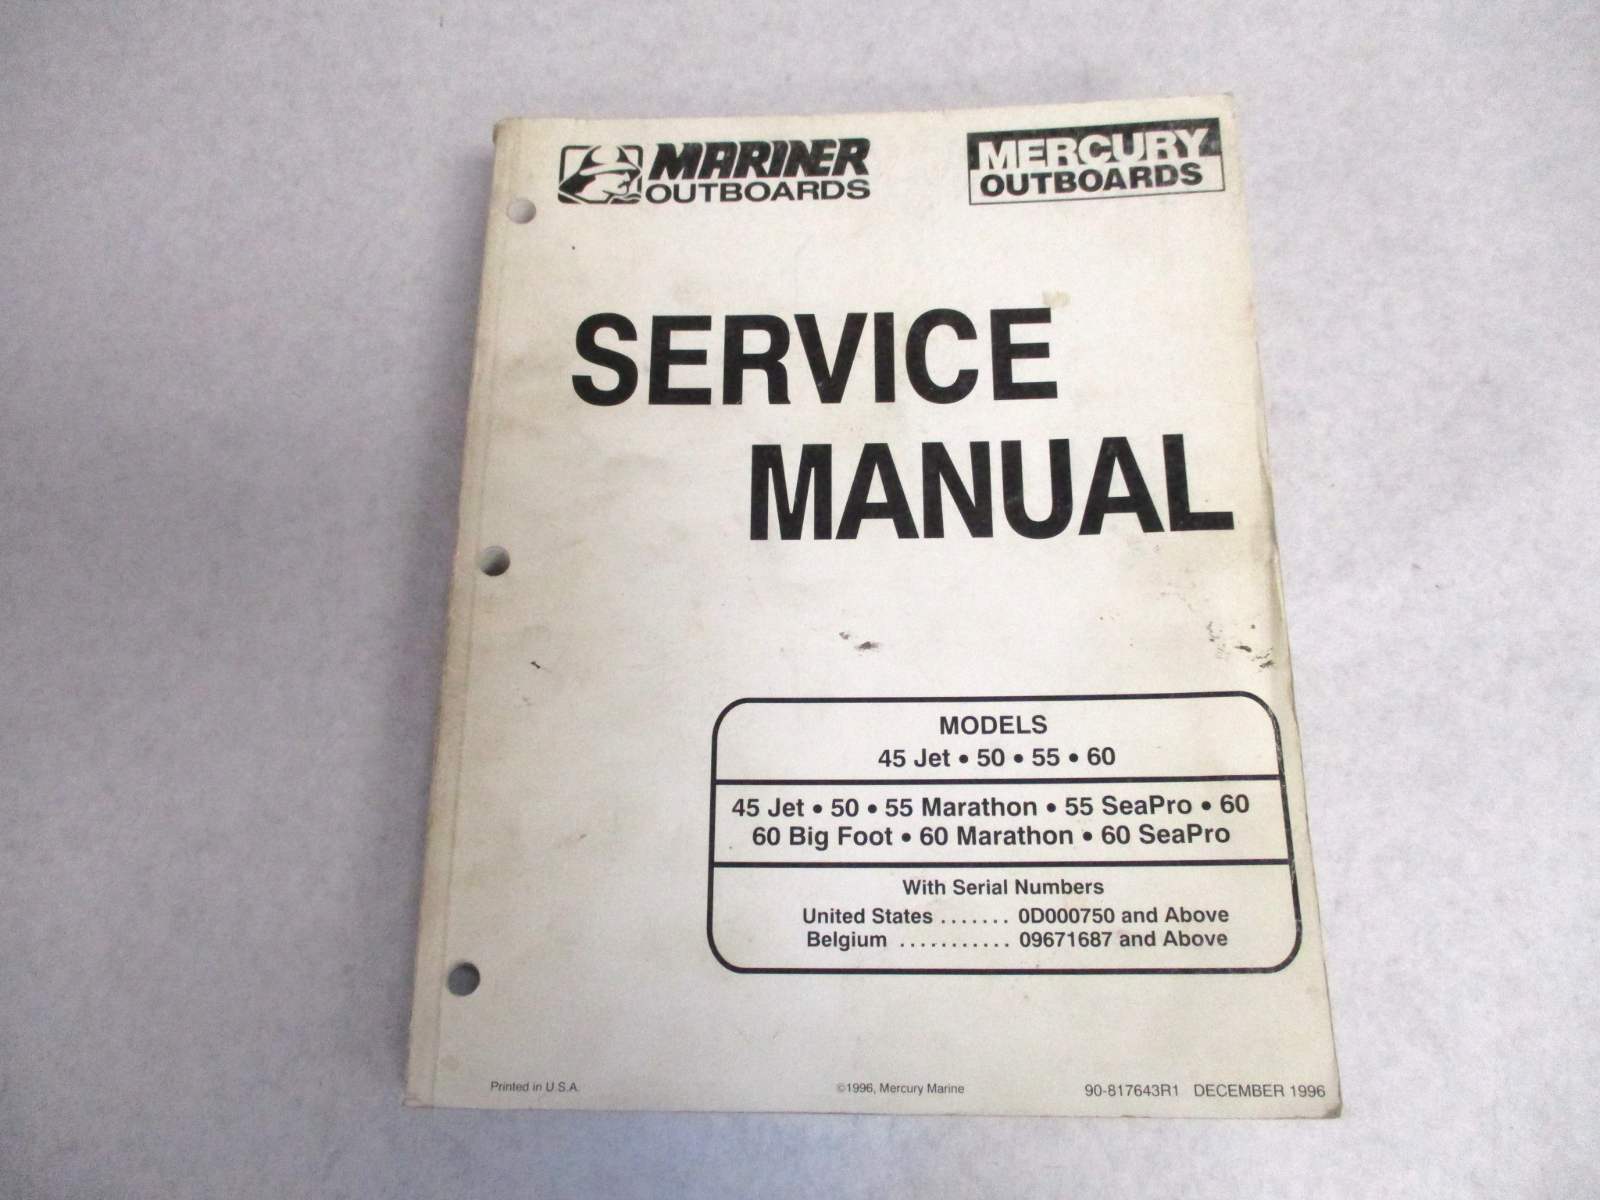 MARINER
OUTBOARDS
MERCURY
OUTBOARDS
SERVICE
MANUAL
MODELS
45 Jet • 50 • 55 • 60
45 Jet • 50 • 55 Marathon • 55 SeaPro • 60
60 Big Foot • 60 Marathon • 60 SeaPro
With Serial Numbers
United States ....... 0D000750 and Above
Belgium ........... 09671687 and Above
Printed in U.S.A.
©1996, Mercury Marine
90-817643R1 DECEMBER 1996